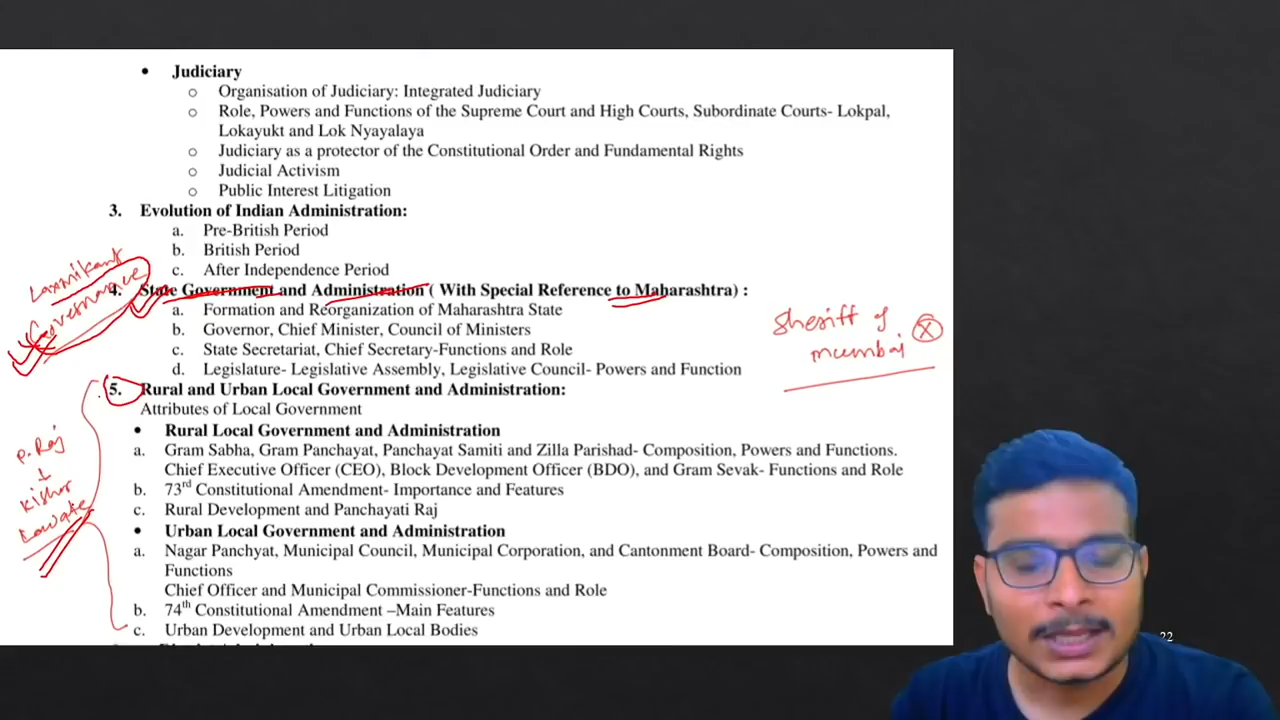 • Judiciary
o Organisation of Judiciary: Integrated Judiciary
o Role, Powers and Functions of the Supreme Court and High Courts, Subordinate Courts- Lokpal,
Lokayukt and Lok Nyayalaya
o Judiciary as a protector of the Constitutional Order and Fundamental Rights
o Judicial Activism
o Public Interest Litigation
3. Evolution of Indian Administration:
a. Pre-British Period
b. British Period
c. After Independence Period
Laxmikant
Governance
4. State Government and Administration ( With Special Reference to Maharashtra) :
a. Formation and Reorganization of Maharashtra State
b. Governor, Chief Minister, Council of Ministers
c. State Secretariat, Chief Secretary-Functions and Role
d. Legislature- Legislative Assembly, Legislative Council- Powers and Function
Sheriff of
mumbai
5. Rural and Urban Local Government and Administration:
Attributes of Local Government
• Rural Local Government and Administration
a. Gram Sabha, Gram Panchayat, Panchayat Samiti and Zilla Parishad- Composition, Powers and Functions.
Chief Executive Officer (CEO), Block Development Officer (BDO), and Gram Sevak- Functions and Role
b. 73rd Constitutional Amendment- Importance and Features
c. Rural Development and Panchayati Raj
P. Raj
+
Kishor
Lawate
• Urban Local Government and Administration
a. Nagar Panchyat, Municipal Council, Municipal Corporation, and Cantonment Board- Composition, Powers and
Functions
Chief Officer and Municipal Commissioner-Functions and Role
b. 74th Constitutional Amendment –Main Features
c. Urban Development and Urban Local Bodies
22